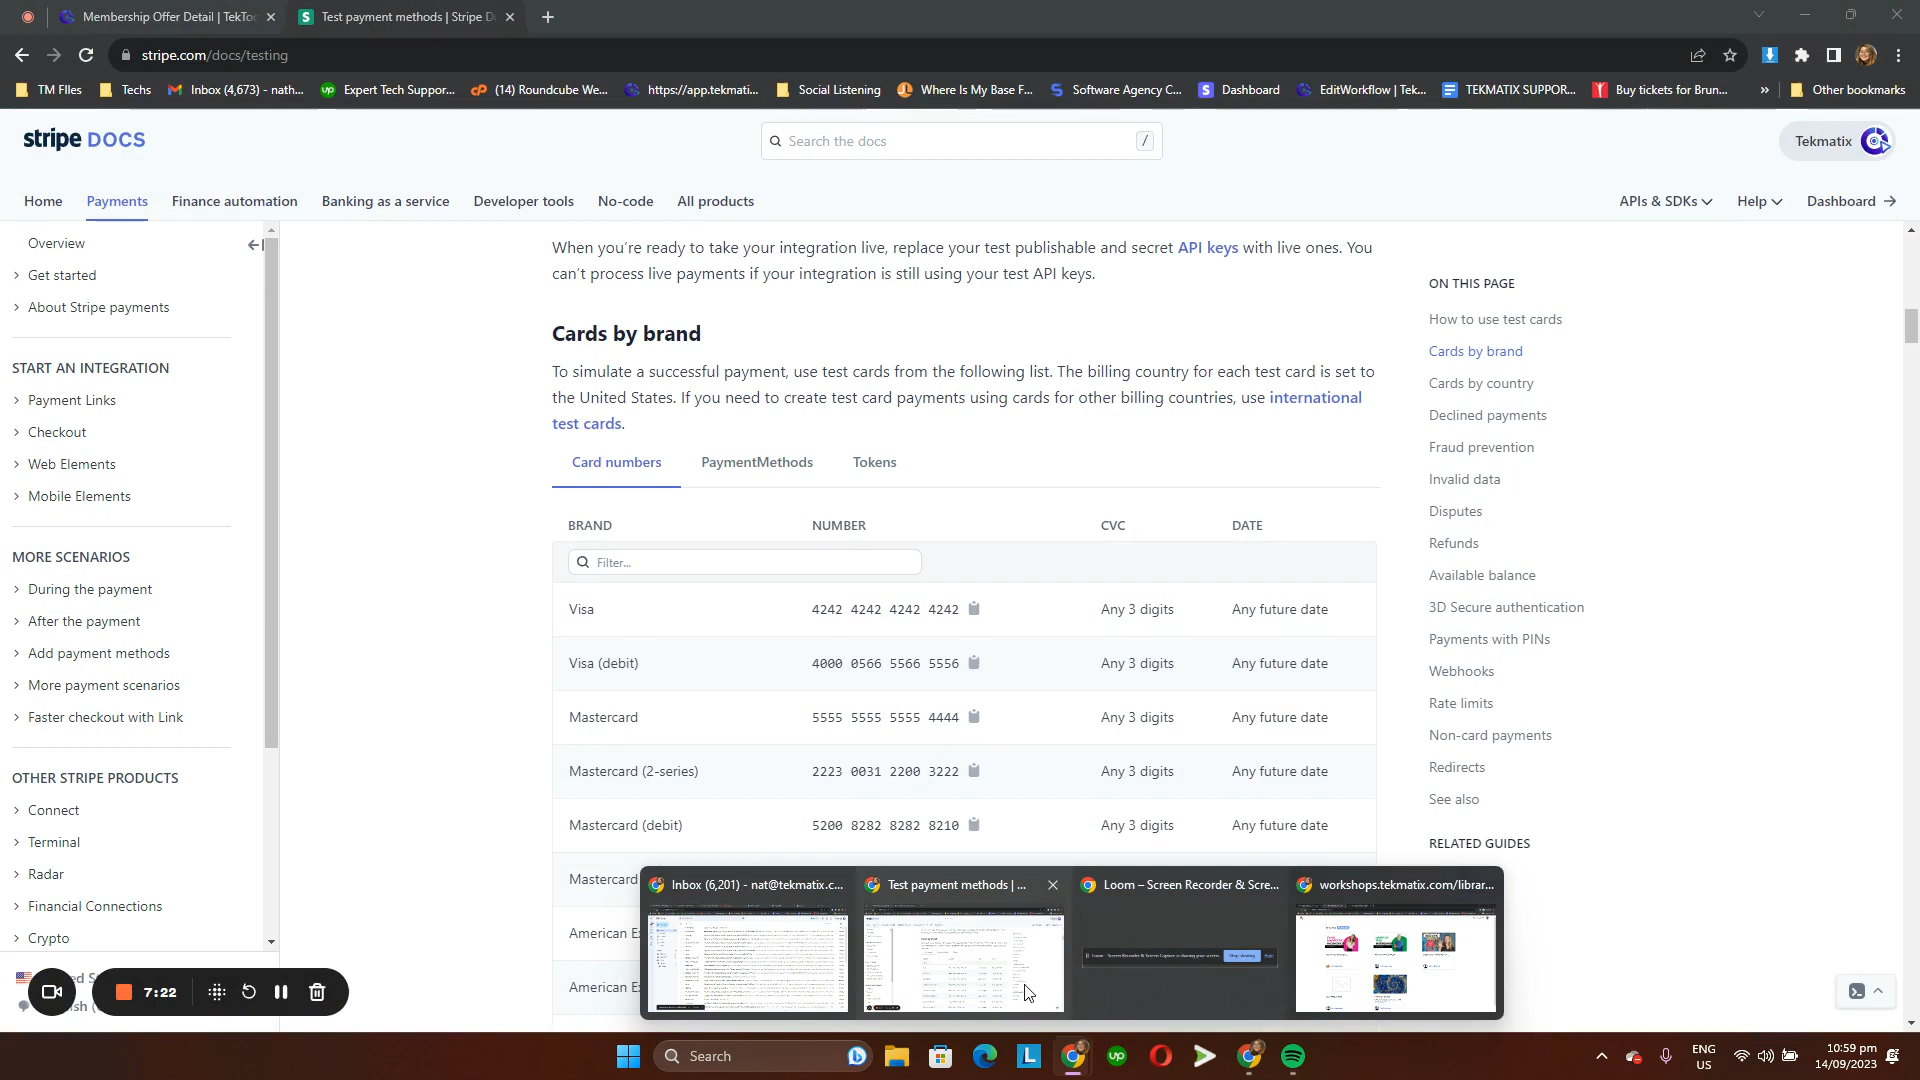 Membership Offer Detail | TekToo
Test payment methods | Stripe D
stripe.com/docs/testing
TM FIles
Techs
Inbox (4,673) - nath...
Expert Tech Suppor...
(14) Roundcube We...
https://app.tekmati...
Social Listening
Where Is My Base F...
Software Agency C...
Dashboard
EditWorkflow | Tek...
TEKMATIX SUPPOR...
Buy tickets for Brun...
»
Other bookmarks
stripe DOCS
Search the docs
/
Tekmatix
Home
Payments
Finance automation
Banking as a service
Developer tools
No-code
All products
APIs & SDKs
Help
Dashboard
Overview
Get started
About Stripe payments
START AN INTEGRATION
Payment Links
Checkout
Web Elements
Mobile Elements
MORE SCENARIOS
During the payment
After the payment
Add payment methods
More payment scenarios
Faster checkout with Link
OTHER STRIPE PRODUCTS
Connect
Terminal
Radar
Financial Connections
Crypto
When you're ready to take your integration live, replace your test publishable and secret API keys with live ones. You
can't process live payments if your integration is still using your test API keys.
Cards by brand
To simulate a successful payment, use test cards from the following list. The billing country for each test card is set to
the United States. If you need to create test card payments using cards for other billing countries, use international
test cards.
Card numbers
PaymentMethods
Tokens
BRAND NUMBER CVC DATE
Filter...
Visa 4242 4242 4242 4242 Any 3 digits Any future date
Visa (debit) 4000 0566 5566 5556 Any 3 digits Any future date
Mastercard 5555 5555 5555 4444 Any 3 digits Any future date
Mastercard (2-series) 2223 0031 2200 3222 Any 3 digits Any future date
Mastercard (debit) 5200 8282 8282 8210 Any 3 digits Any future date
Mastercard
American Ex
American Ex
ON THIS PAGE
How to use test cards
Cards by brand
Cards by country
Declined payments
Fraud prevention
Invalid data
Disputes
Refunds
Available balance
3D Secure authentication
Payments with PINs
Webhooks
Rate limits
Non-card payments
Redirects
See also
RELATED GUIDES
Inbox (6,201) - nat@tekmatix.c...
Test payment methods | ...
Loom – Screen Recorder & Scre...
workshops.tekmatix.com/librar...
Stop sharing
7:22
Search
ENG
US
10:59 pm
14/09/2023